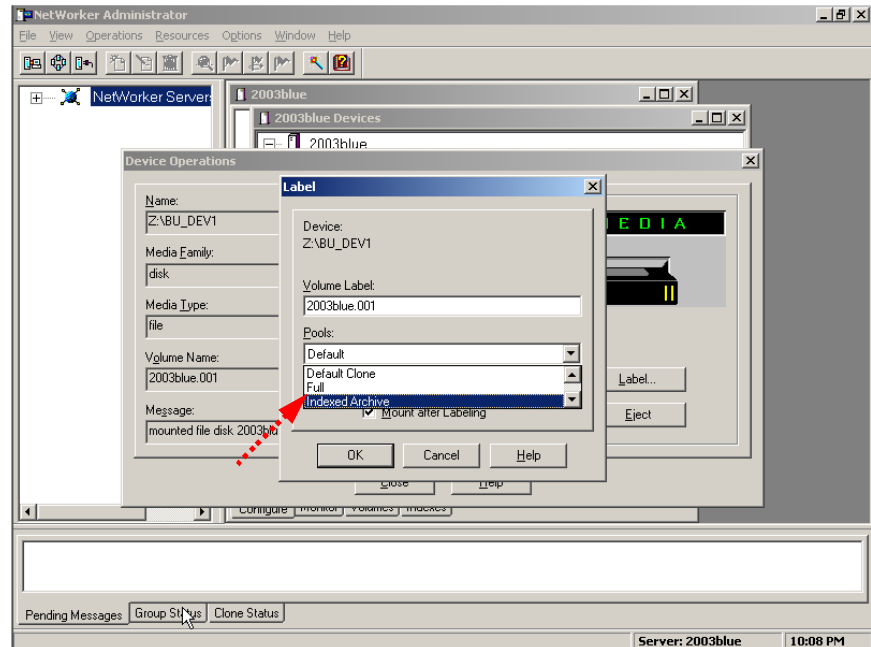 NetWorker Administrator
File View Operations Resources Options Window Help
NetWorker Server
2003blue
2003blue Devices
2003blue
Device Operations
Name:
Z:\BU_DEV1
Media Family:
disk
Media Type:
file
Volume Name:
2003blue.001
Message:
mounted file disk 2003blu
EDIA
Label...
Eject
Close
Help
Label
Device:
Z:\BU_DEV1
Volume Label:
2003blue.001
Pools:
Default
Default Clone
Full
Indexed Archive
Mount after Labeling
OK
Cancel
Help
Configure Monitor Volumes Indexes
Pending Messages Group Status Clone Status
Server: 2003blue
10:08 PM